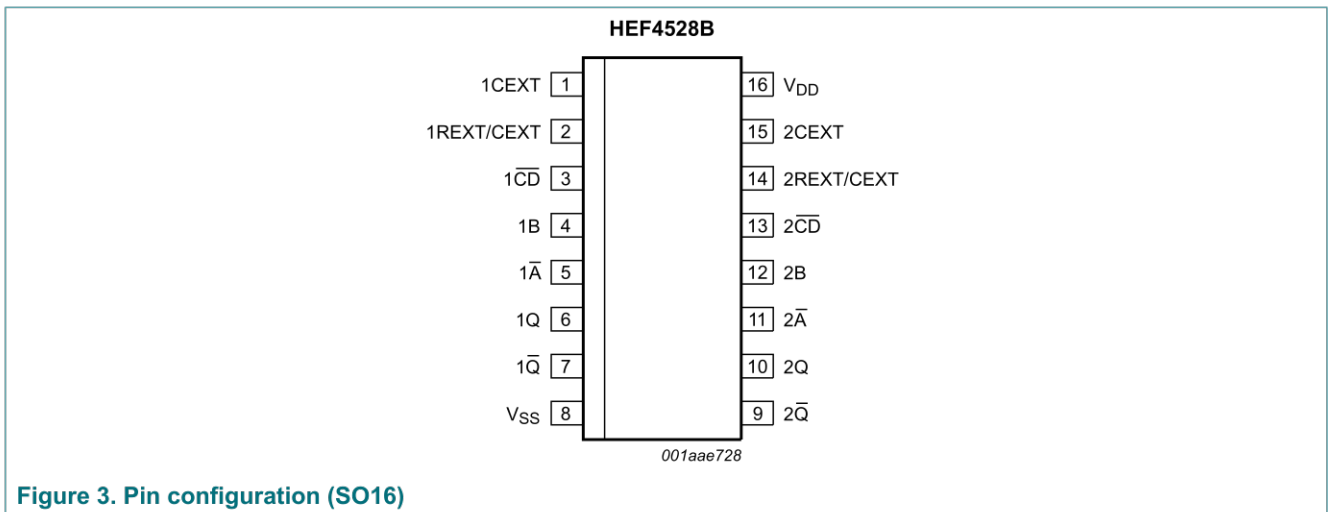 HEF4528B
1CEXT 1 16 V_DD
1REXT/CEXT 2 15 2CEXT
1C̅D̅ 3 14 2REXT/CEXT
1B 4 13 2C̅D̅
1A̅ 5 12 2B
1Q 6 11 2A̅
1Q̅ 7 10 2Q
V_SS 8 9 2Q̅
001aae728
Figure 3. Pin configuration (SO16)